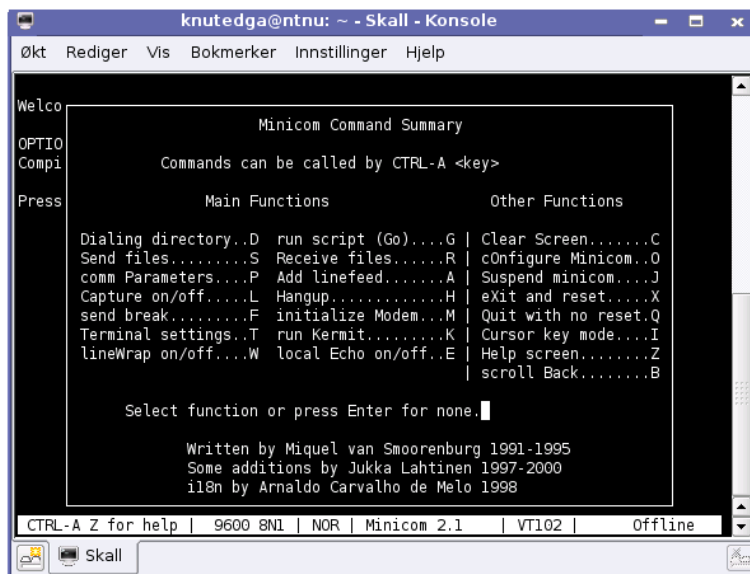 knutedga@ntnu: ~ - Skall - Konsole
Økt Rediger Vis Bokmerker Innstillinger Hjelp
Welco
Minicom Command Summary
OPTIO
Compi Commands can be called by CTRL-A <key>
Press Main Functions Other Functions
Dialing directory..D run script (Go)....G | Clear Screen.......C
Send files.........S Receive files......R | cOnfigure Minicom..O
comm Parameters....P Add linefeed.......A | Suspend minicom....J
Capture on/off.....L Hangup.............H | eXit and reset.....X
send break.........F initialize Modem...M | Quit with no reset.Q
Terminal settings..T run Kermit.........K | Cursor key mode....I
lineWrap on/off....W local Echo on/off..E | Help screen........Z
| scroll Back........B
Select function or press Enter for none.
Written by Miquel van Smoorenburg 1991-1995
Some additions by Jukka Lahtinen 1997-2000
i18n by Arnaldo Carvalho de Melo 1998
CTRL-A Z for help | 9600 8N1 | NOR | Minicom 2.1 | VT102 | Offline
Skall